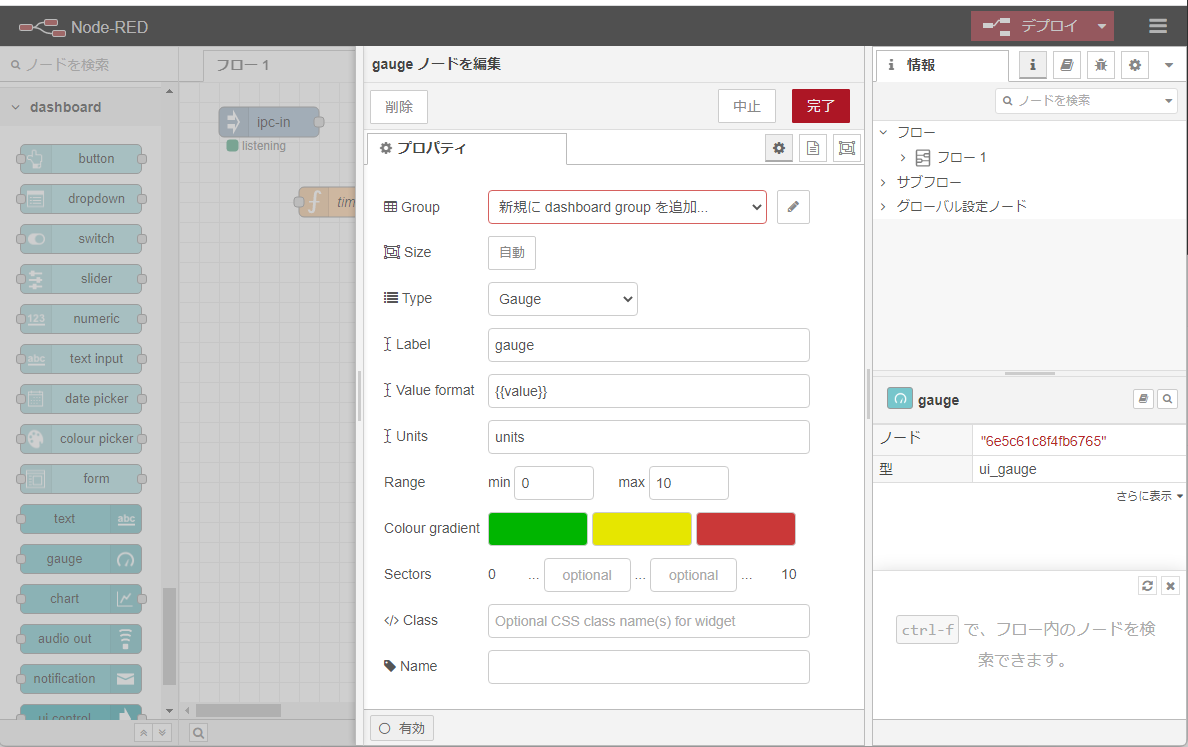 Node-RED
デプロイ
ノードを検索
フロー 1
dashboard
button
dropdown
switch
slider
123 numeric
abc text input
date picker
colour picker
form
text abc
gauge
chart
audio out
notification
ui control
ipc-in
listening
f tim
gauge ノードを編集
削除
中止
完了
プロパティ
Group
新規に dashboard group を追加...
Size
自動
Type
Gauge
Label
gauge
Value format
{{value}}
Units
units
Range
min 0
max 10
Colour gradient
Sectors
0 ... optional ... optional ... 10
</> Class
Optional CSS class name(s) for widget
Name
有効
i 情報
i
ノードを検索
フロー
フロー 1
サブフロー
グローバル設定ノード
gauge
ノード "6e5c61c8f4fb6765"
型 ui_gauge
さらに表示
ctrl-f で、フロー内のノードを検
索できます。